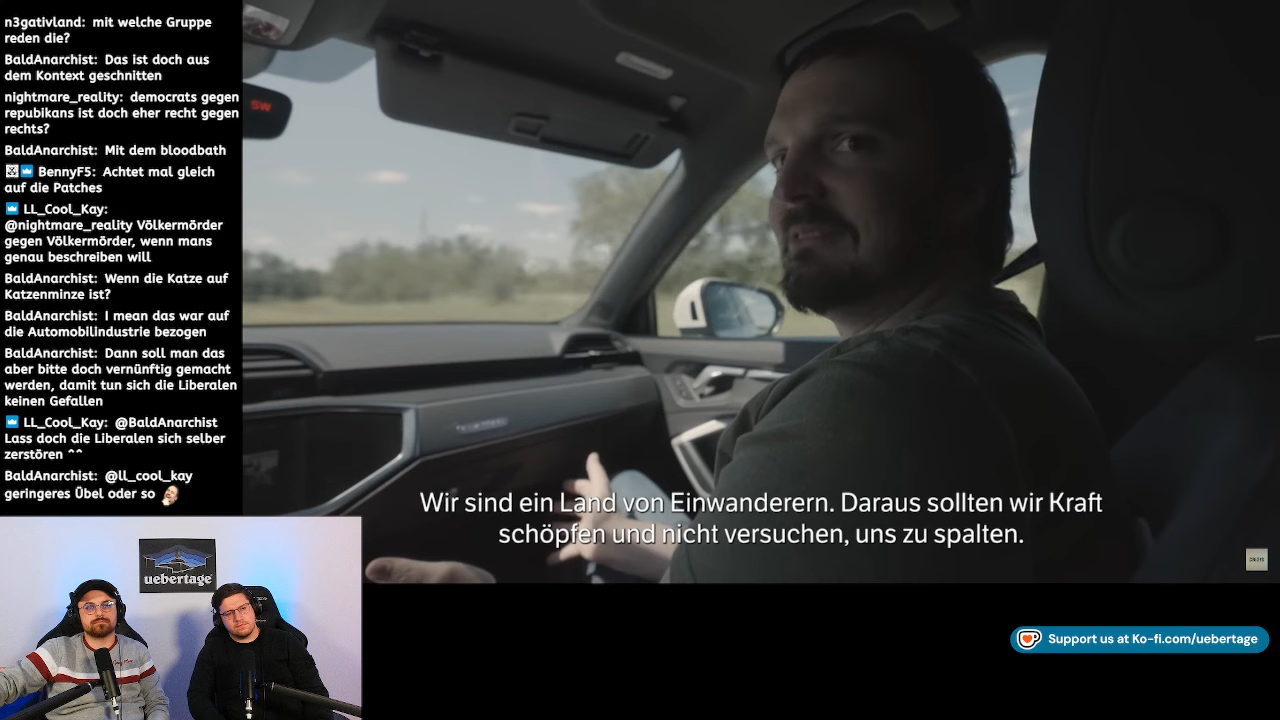 n3gativland: mit welche Gruppe
reden die?
BaldAnarchist: Das ist doch aus
dem Kontext geschnitten
nightmare_reality: democrats gegen
repubikans ist doch eher recht gegen
rechts?
BaldAnarchist: Mit dem bloodbath
BennyF5: Achtet mal gleich
auf die Patches
LL_Cool_Kay:
@nightmare_reality Völkermörder
gegen Völkermörder, wenn mans
genau beschreiben will
BaldAnarchist: Wenn die Katze auf
Katzenminze ist?
BaldAnarchist: I mean das war auf
die Automobilindustrie bezogen
BaldAnarchist: Dann soll man das
aber bitte doch vernünftig gemacht
werden, damit tun sich die Liberalen
keinen Gefallen
LL_Cool_Kay: @BaldAnarchist
Lass doch die Liberalen sich selber
zerstören ^^
BaldAnarchist: @ll_cool_kay
geringeres Übel oder so
SW
Wir sind ein Land von Einwanderern. Daraus sollten wir Kraft
schöpfen und nicht versuchen, uns zu spalten.
uebertage
Support us at Ko-fi.com/uebertage